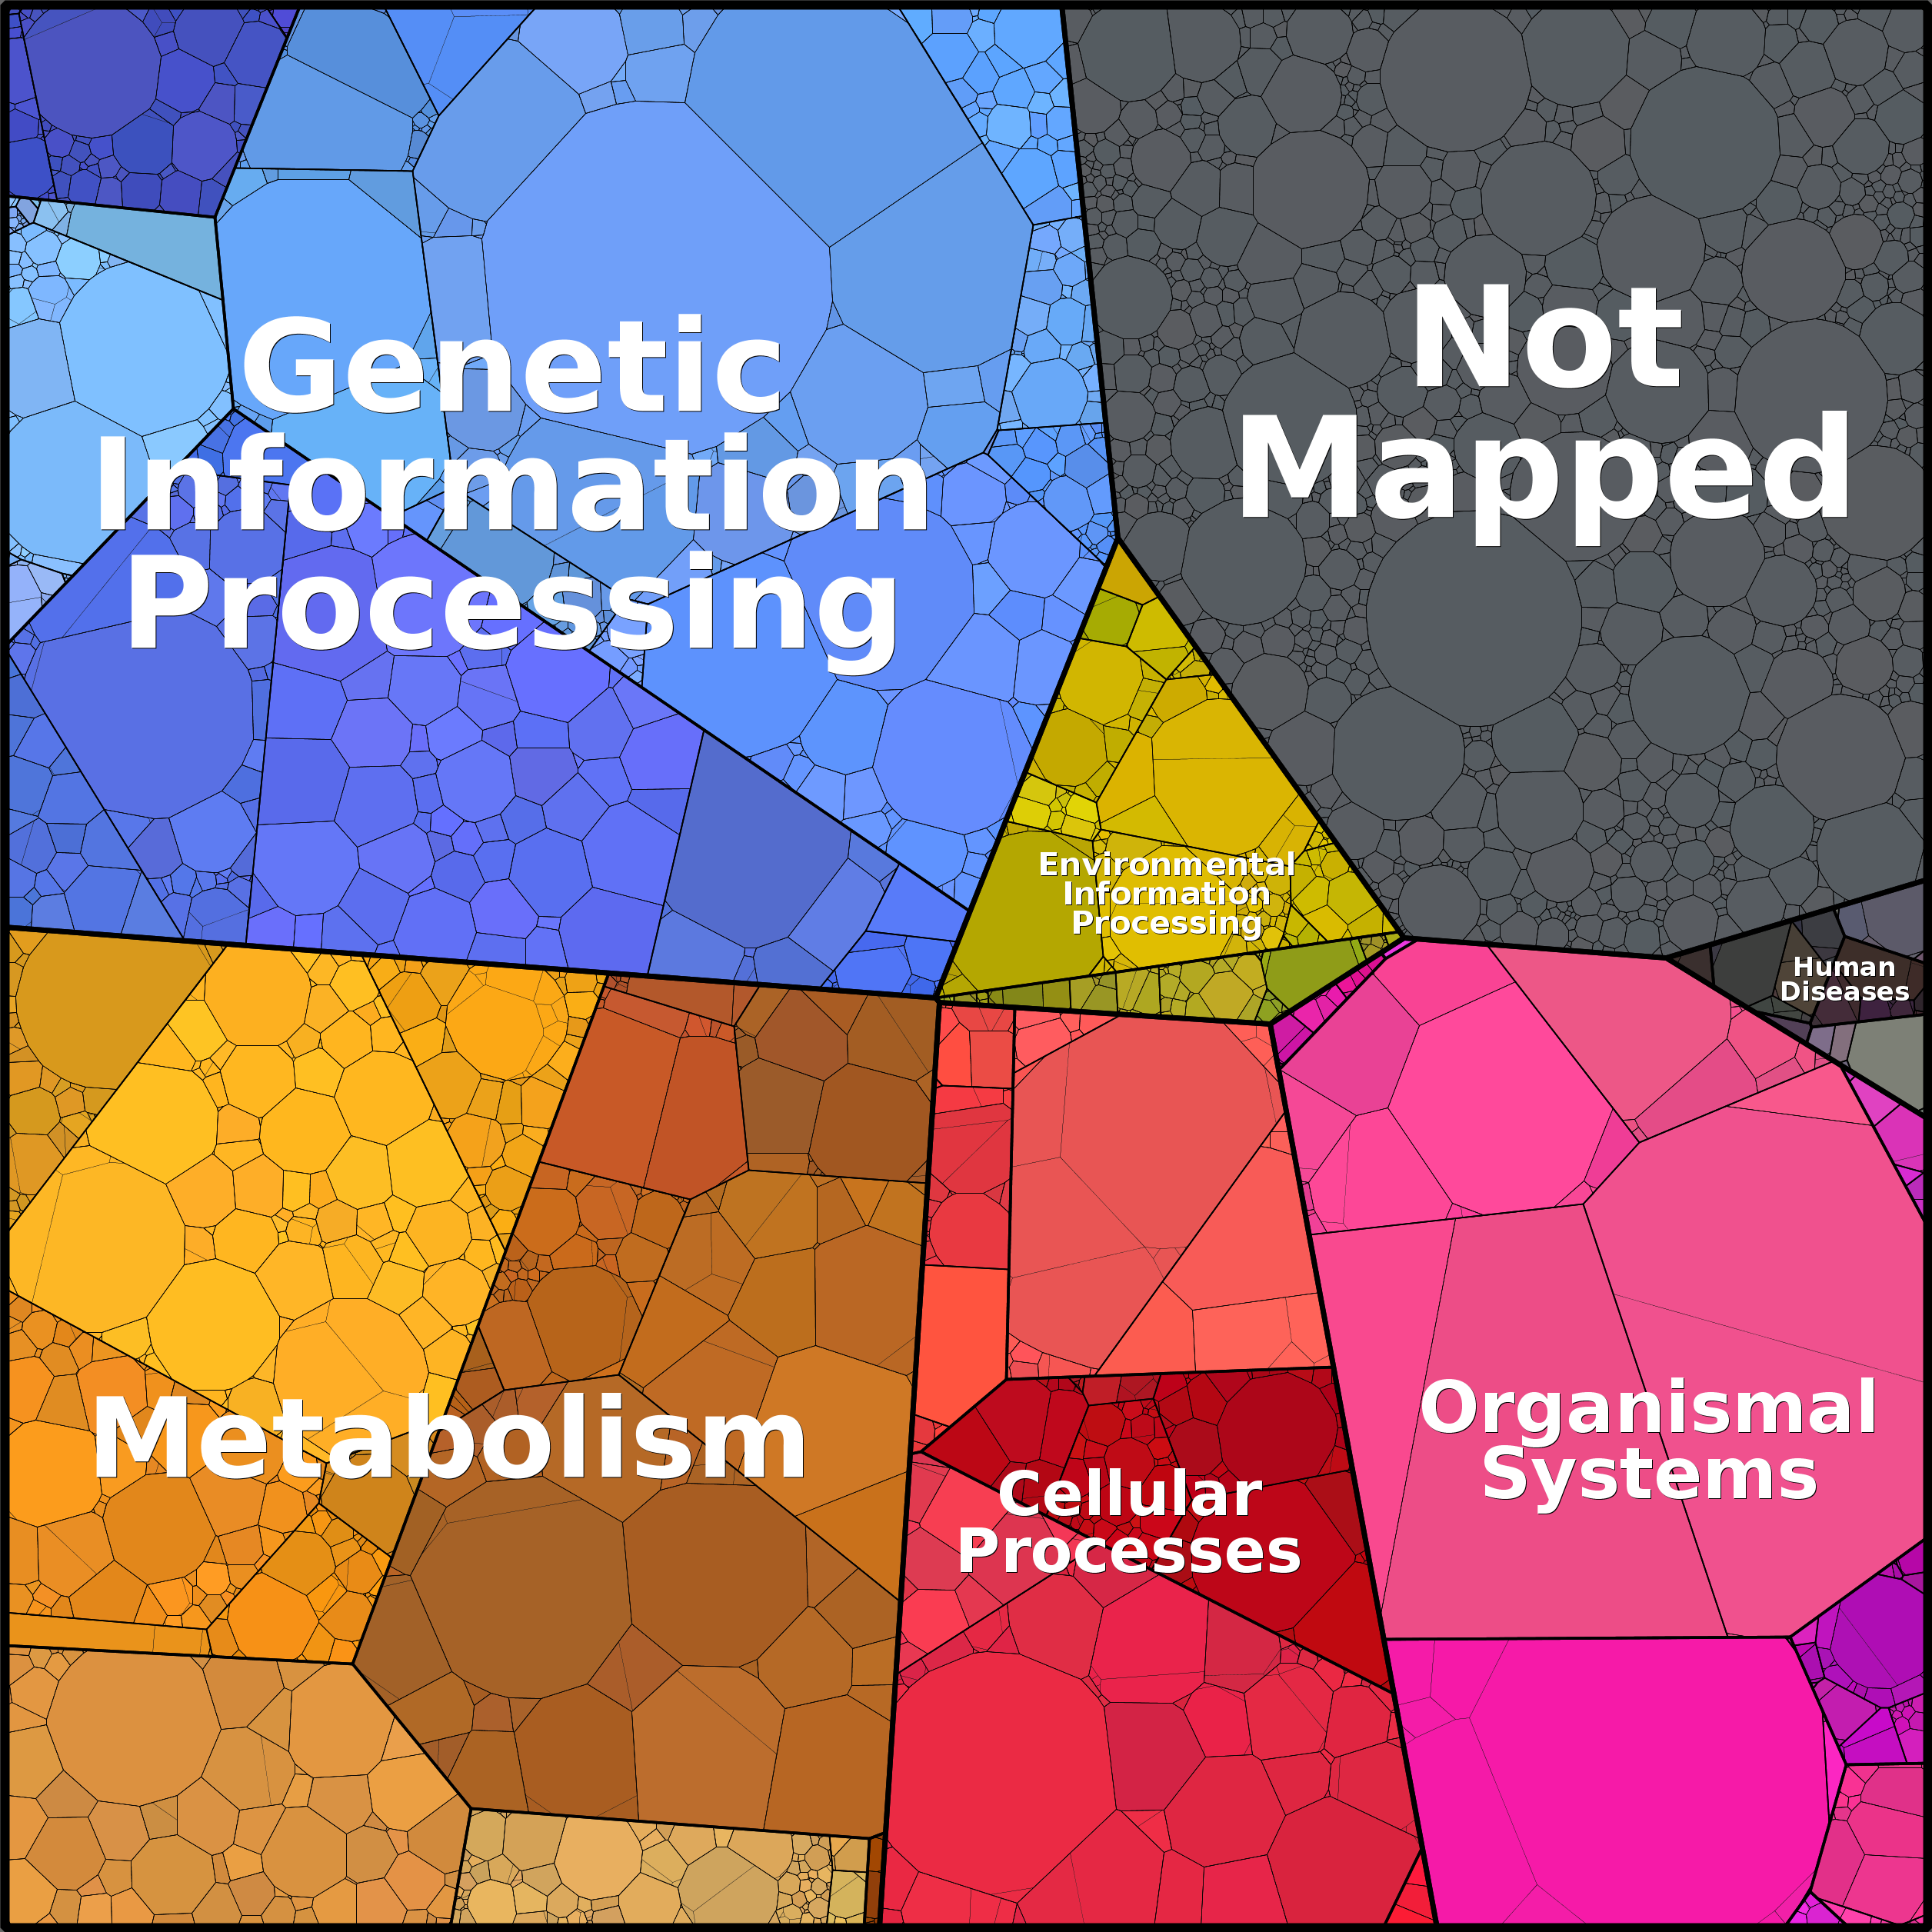 Genetic
Information
Processing
Not
Mapped
Environmental
Information
Processing
Human
Diseases
Metabolism
Cellular
Processes
Organismal
Systems